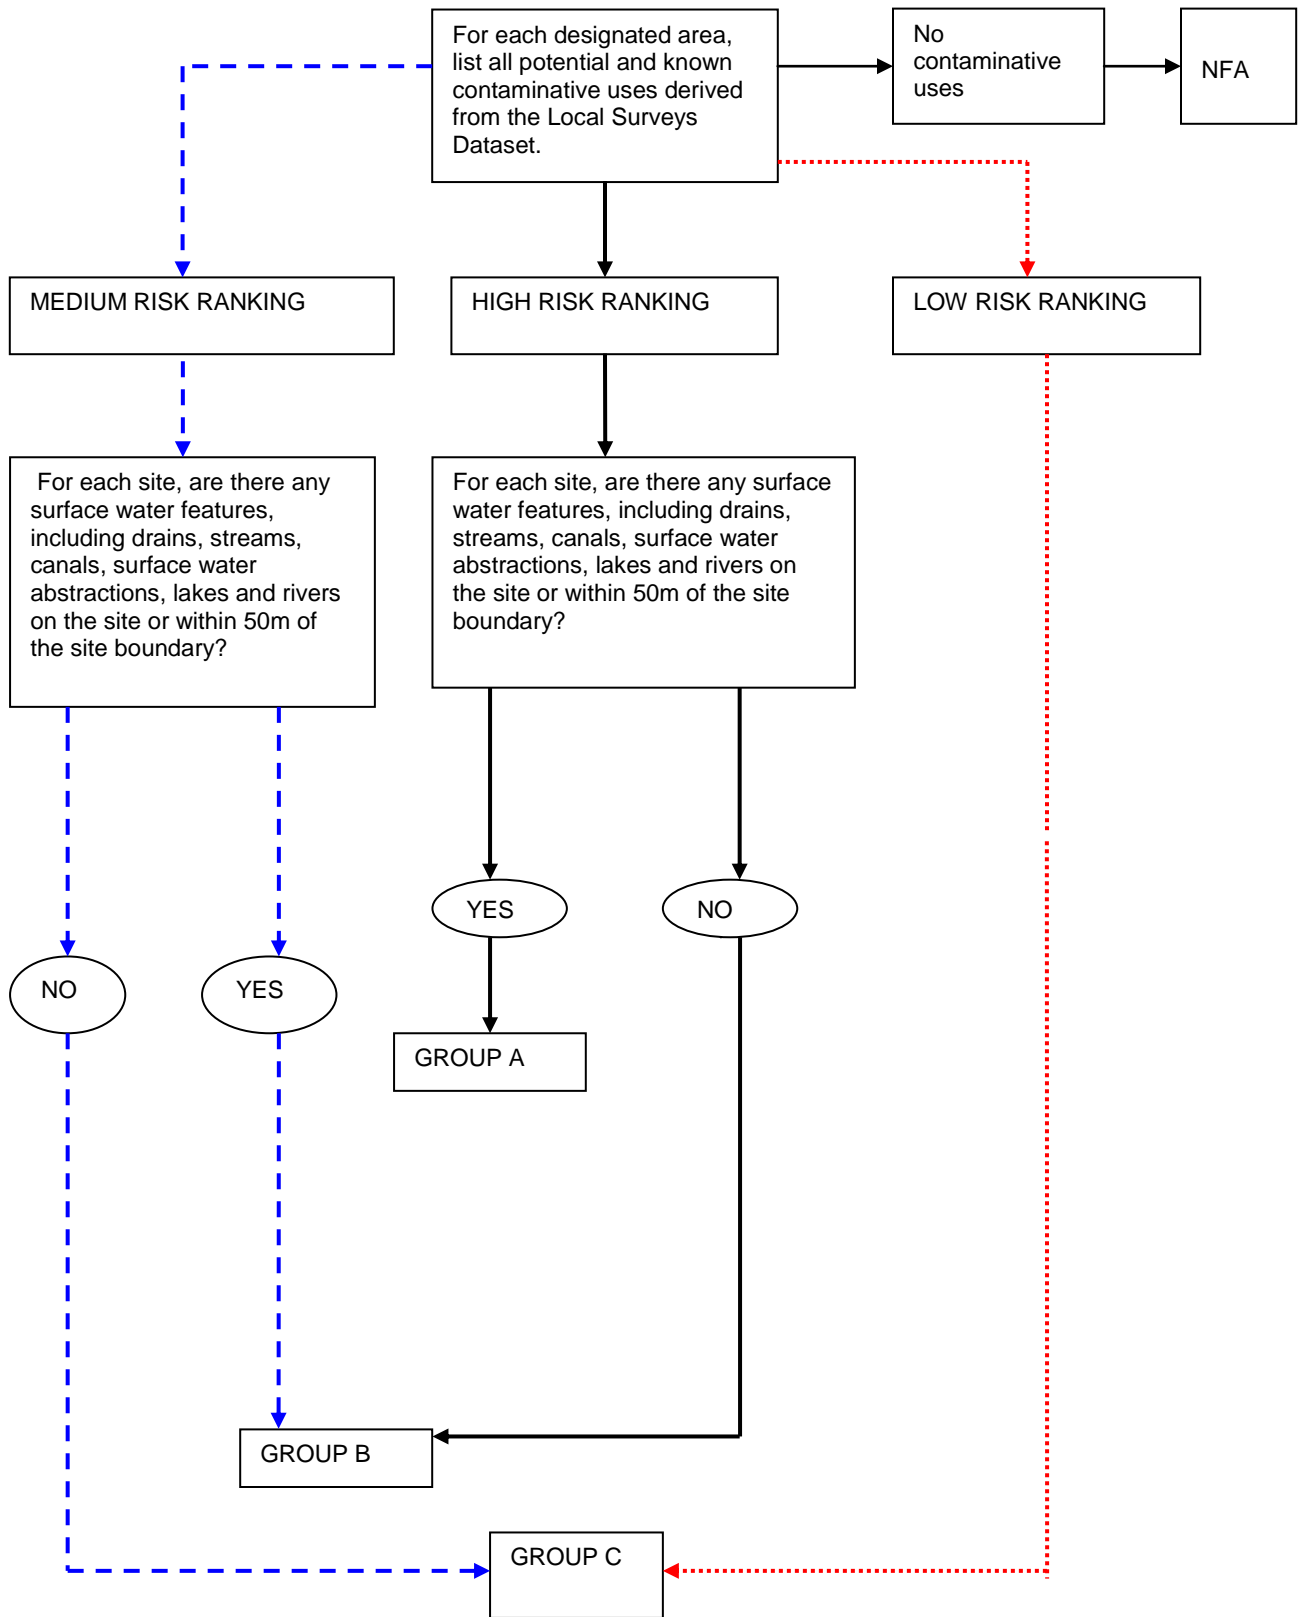 For each designated area,
list all potential and known
contaminative uses derived
from the Local Surveys
Dataset.
No
contaminative
uses
NFA
MEDIUM RISK RANKING
HIGH RISK RANKING
LOW RISK RANKING
For each site, are there any
surface water features,
including drains, streams,
canals, surface water
abstractions, lakes and rivers
on the site or within 50m of
the site boundary?
For each site, are there any surface
water features, including drains,
streams, canals, surface water
abstractions, lakes and rivers on
the site or within 50m of the site
boundary?
YES
NO
NO
YES
GROUP A
GROUP B
GROUP C